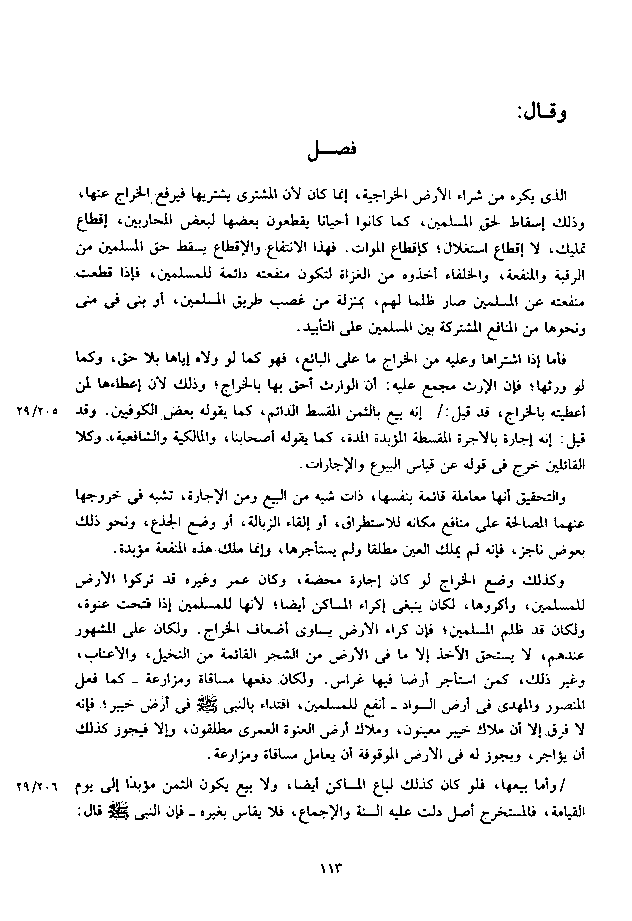 وقال:
فصل
الذى يكره من شراء الأرض الخراجية، إنما كان لأن المشترى يشتريها فيرفع الخراج عنها،
وذلك إسقاط لحق المسلمين، كما كانوا أحيانا يقطعون بعضها لبعض المحاربين، إقطاع
تمليك، لا إقطاع استغلال؛ كإقطاع الموات. فهذا الانتفاع والإقطاع يسقط حق المسلمين من
الرقبة والمنفعة، والخلفاء أخذوه من الغزاة لتكون منفعته دائمة للمسلمين، فإذا قطعت
منفعته عن المسلمين صار ظلما لهم، بمنزلة من غصب طريق المسلمين، أو بنى فى منى
ونحوها من المنافع المشتركة بين المسلمين على التأبيد.
فأما إذا اشتراها وعليه من الخراج ما على البائع، فهو كما لو ولاه إياها بلا حق، وكما
لو ورثها؛ فإن الإرث مجمع عليه: أن الوارث أحق بها بالخراج؛ وذلك لأن إعطاءها لمن
أعطيته بالخراج، قد قيل:/ إنه بيع بالثمن المقسط الدائم، كما يقوله بعض الكوفيين. وقد ٢٩/٢٠٥
قيل: إنه إجارة بالأجرة المقسطة المؤبدة المدة، كما يقوله أصحابنا، والمالكية والشافعية، وكلا
القائلين خرج فى قوله عن قياس البيوع والإجارات.
والتحقيق أنها معاملة قائمة بنفسها، ذات شبه من البيع ومن الإجارة، تشبه فى خروجها
عنهما المصالحة على منافع مكانه للاستطراق، أو إلقاء الزبالة، أو وضع الجذع، ونحو ذلك
بعوض ناجز، فإنه لم يملك العين مطلقا ولم يستأجرها، وإنما ملك هذه المنفعة مؤبدة.
وكذلك وضع الخراج لو كان إجارة محضة، وكان عمر وغيره قد تركوا الأرض
للمسلمين، وأكروها، لكان ينبغى إكراء المساكن أيضا؛ لأنها للمسلمين إذا فتحت عنوة،
ولكان قد ظلم المسلمين؛ فإن كراء الأرض يساوى أضعاف الخراج. ولكان على المشهور
عندهم، لا يستحق الأخذ إلا ما فى الأرض من الشجر القائمة من النخيل، والأعناب،
وغير ذلك، كمن استأجر أرضا فيها غراس. ولكان دفعها مساقاة ومزارعة ـ كما فعل
المنصور والمهدى فى أرض السواد ـ أنفع للمسلمين، اقتداء بالنبى ﷺ فى أرض خيبر؛ فإنه
لا فرق إلا أن ملاك خيبر معينون، وملاك أرض العنوة العمرى مطلقون، وإلا فيجوز كذلك
أن يؤاجر، ويجوز له فى الأرض الموقوفة أن يعامل مساقاة ومزارعة.
/ وأما بيعها، فلو كان كذلك لباع المساكن أيضا، ولا بيع يكون الثمن مؤبدًا إلى يوم ٢٩/٢٠٦
القيامة، فالمستخرج أصل دلت عليه السنة والإجماع، فلا يقاس بغيره ـ فإن النبى ﷺ قال:
١١٣